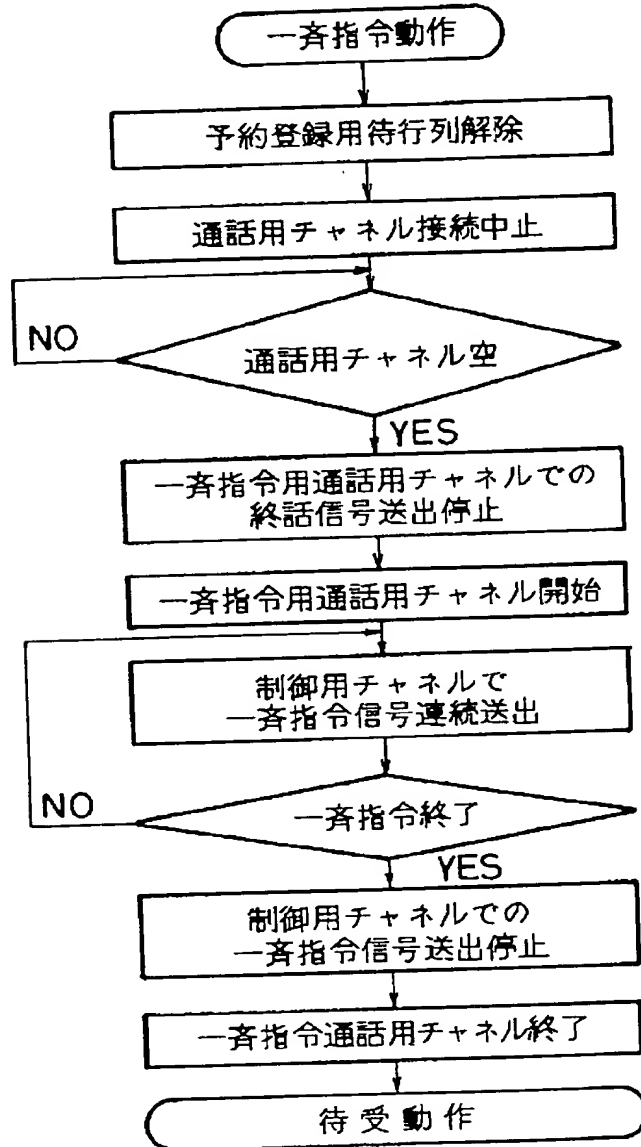 一斉指令動作
予約登録用待行列解除
通話用チャネル接続中止
NO
通話用チャネル空
YES
一斉指令用通話用チャネルでの
終話信号送出停止
一斉指令用通話用チャネル開始
制御用チャネルで
一斉指令信号連続送出
NO
一斉指令終了
YES
制御用チャネルでの
一斉指令信号送出停止
一斉指令通話用チャネル終了
待受動作